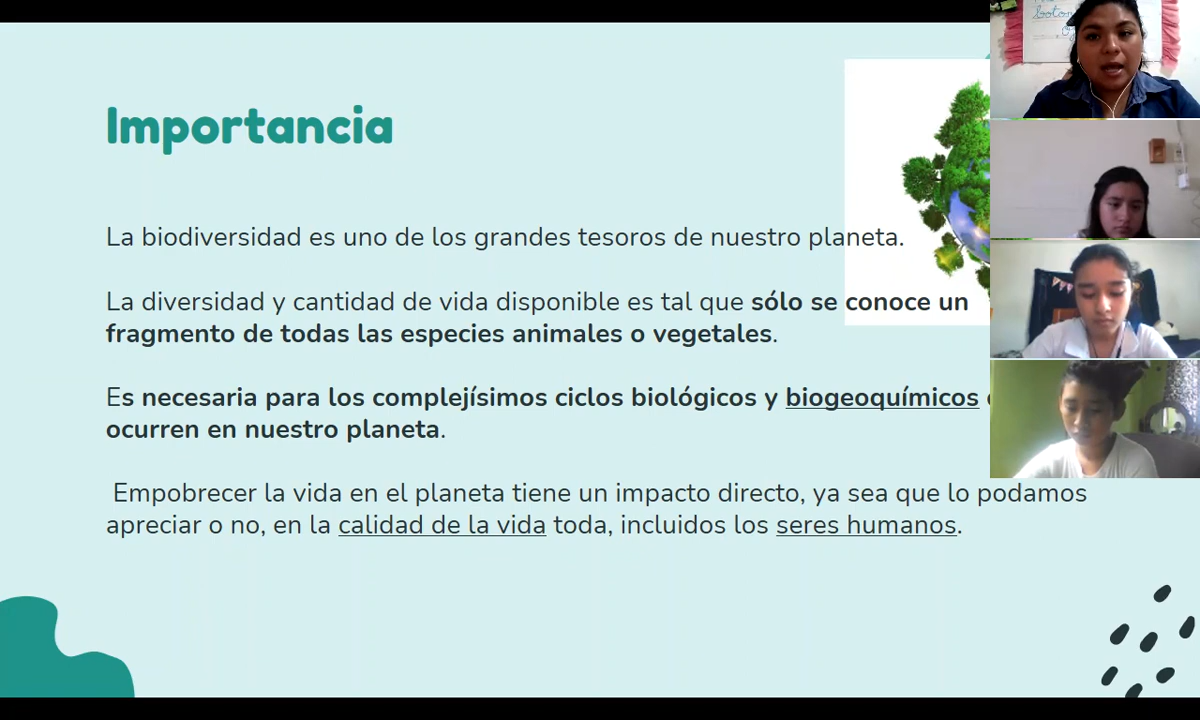 Importancia
La biodiversidad es uno de los grandes tesoros de nuestro planeta.
La diversidad y cantidad de vida disponible es tal que sólo se conoce un
fragmento de todas las especies animales o vegetales.
Es necesaria para los complejísimos ciclos biológicos y biogeoquímicos
ocurren en nuestro planeta.
Empobrecer la vida en el planeta tiene un impacto directo, ya sea que lo podamos
apreciar o no, en la calidad de la vida toda, incluidos los seres humanos.